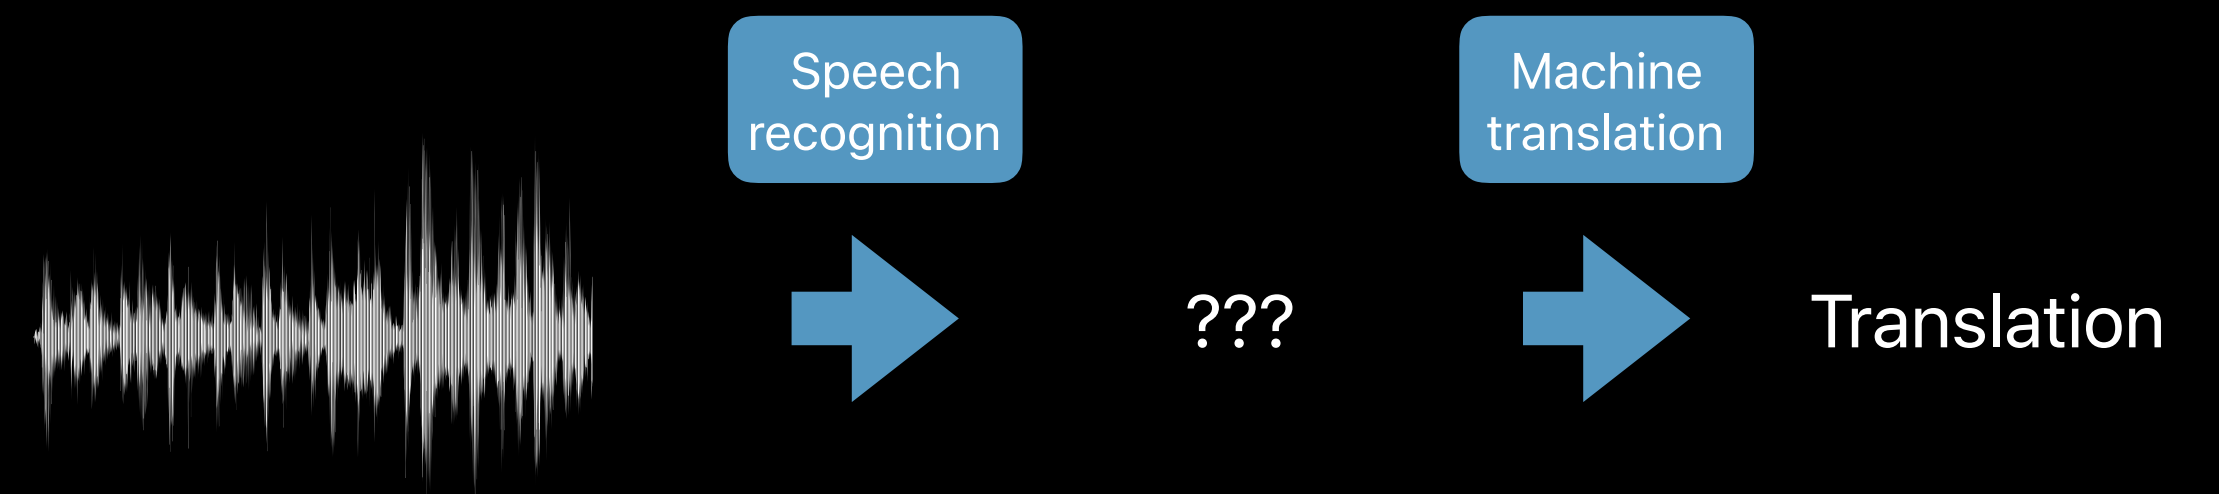 Speech
recognition
Machine
translation
???
Translation